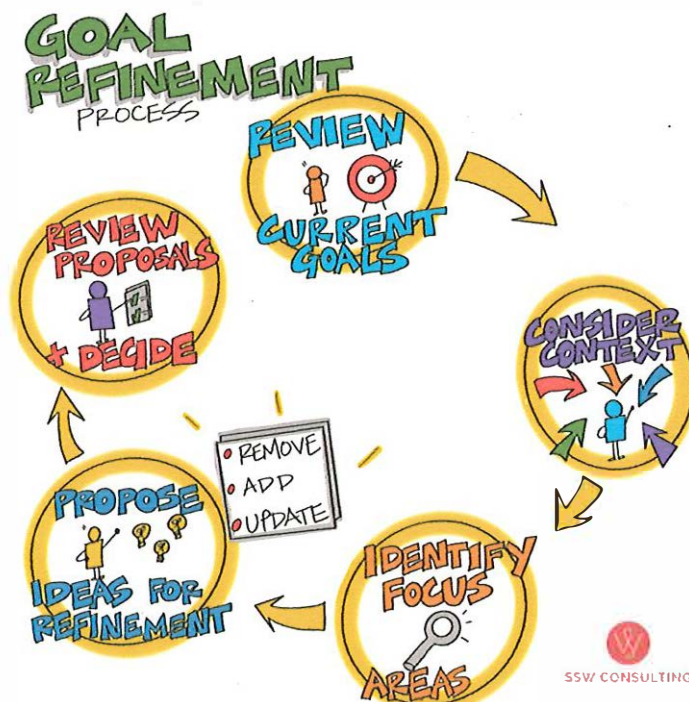 GOAL
REFINEMENT
PROCESS
REVIEW
CURRENT
GOALS
CONSIDER
CONTEXT
IDENTIFY
FOCUS
AREAS
PROPOSE
IDEAS FOR
REFINEMENT
• REMOVE
• ADD
• UPDATE
REVIEW
PROPOSALS
+ DECIDE
W
SSW CONSULTING